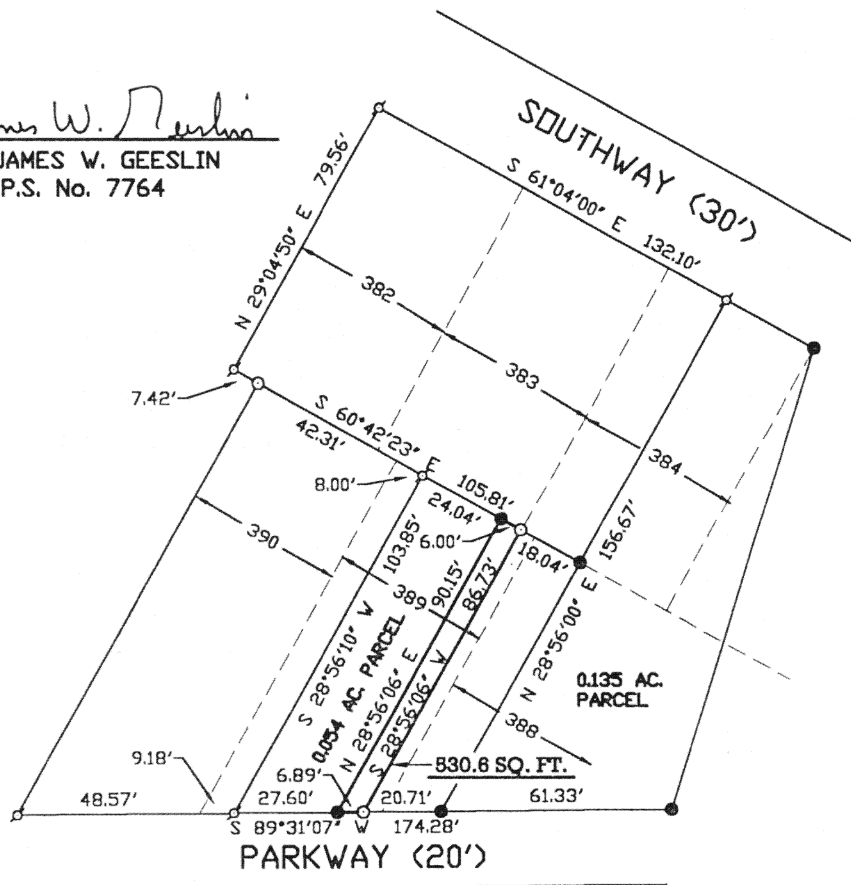 James W. Geeslin
JAMES W. GEESLIN
P.S. No. 7764
SOUTHWAY (30')
S 61°04'00" E 132.10'
N 29°04'50" E 79.56'
382
383
384
7.42'
S 60°42'23" E 105.81'
42.31'
8.00'
24.04'
6.00'
18.04'
156.67'
N 28°56'00" E
390
389
388
103.85'
S 28°56'10" W
0.054 AC. PARCEL
90.15'
N 28°56'06" E
86.73'
S 28°56'06" W
0.135 AC.
PARCEL
530.6 SQ. FT.
9.18'
6.89'
48.57'
27.60'
20.71'
61.33'
S 89°31'07" W 174.28'
PARKWAY (20')